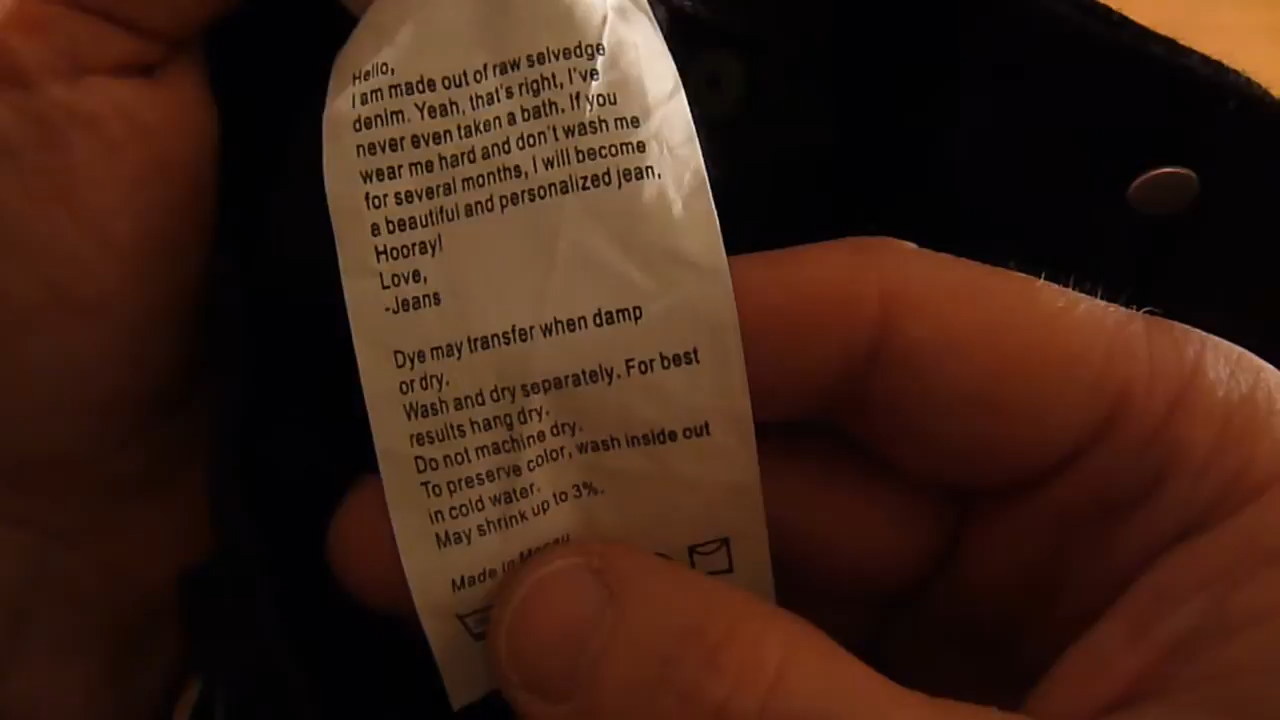 Hello,
I am made out of raw selvedge
denim. Yeah, that's right, I've
never even taken a bath. If you
wear me hard and don't wash me
for several months, I will become
a beautiful and personalized jean.
Hooray!
Love,
-Jeans
Dye may transfer when damp
or dry.
Wash and dry separately. For best
results hang dry.
Do not machine dry.
To preserve color, wash inside out
in cold water.
May shrink up to 3%.
Made in